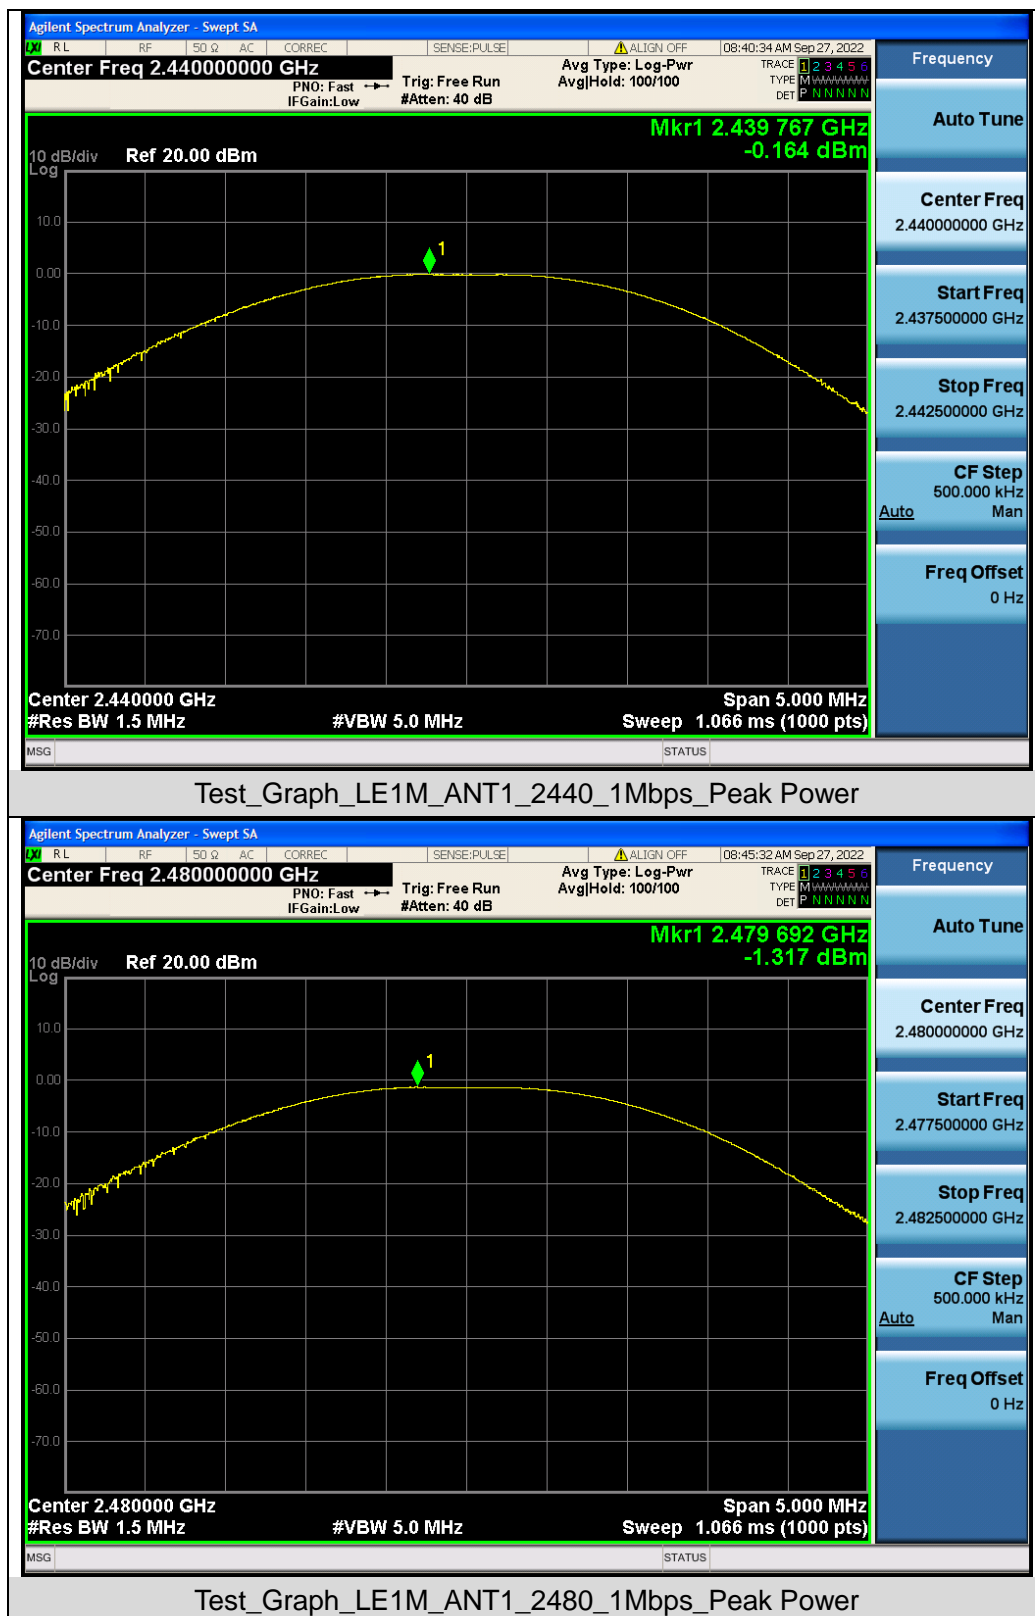 Agilent Spectrum Analyzer - Swept SA
LXI RL RF 50 Ω AC CORREC SENSE:PULSE ALIGN OFF 08:40:34 AM Sep 27, 2022
Center Freq 2.440000000 GHz
PNO: Fast
IFGain:Low
Trig: Free Run
#Atten: 40 dB
Avg Type: Log-Pwr
Avg|Hold: 100/100
TRACE 1 2 3 4 5 6
TYPE M
DET P N N N N N
Mkr1 2.439 767 GHz
-0.164 dBm
10 dB/div Ref 20.00 dBm
Log
10.0
1
0.00
-10.0
-20.0
-30.0
-40.0
-50.0
-60.0
-70.0
Center 2.440000 GHz Span 5.000 MHz
#Res BW 1.5 MHz #VBW 5.0 MHz Sweep 1.066 ms (1000 pts)
MSG STATUS
Frequency
Auto Tune
Center Freq
2.440000000 GHz
Start Freq
2.437500000 GHz
Stop Freq
2.442500000 GHz
CF Step
500.000 kHz
Auto Man
Freq Offset
0 Hz
Test_Graph_LE1M_ANT1_2440_1Mbps_Peak Power
Agilent Spectrum Analyzer - Swept SA
LXI RL RF 50 Ω AC CORREC SENSE:PULSE ALIGN OFF 08:45:32 AM Sep 27, 2022
Center Freq 2.480000000 GHz
PNO: Fast
IFGain:Low
Trig: Free Run
#Atten: 40 dB
Avg Type: Log-Pwr
Avg|Hold: 100/100
TRACE 1 2 3 4 5 6
TYPE M
DET P N N N N N
Mkr1 2.479 692 GHz
-1.317 dBm
10 dB/div Ref 20.00 dBm
Log
10.0
1
0.00
-10.0
-20.0
-30.0
-40.0
-50.0
-60.0
-70.0
Center 2.480000 GHz Span 5.000 MHz
#Res BW 1.5 MHz #VBW 5.0 MHz Sweep 1.066 ms (1000 pts)
MSG STATUS
Frequency
Auto Tune
Center Freq
2.480000000 GHz
Start Freq
2.477500000 GHz
Stop Freq
2.482500000 GHz
CF Step
500.000 kHz
Auto Man
Freq Offset
0 Hz
Test_Graph_LE1M_ANT1_2480_1Mbps_Peak Power